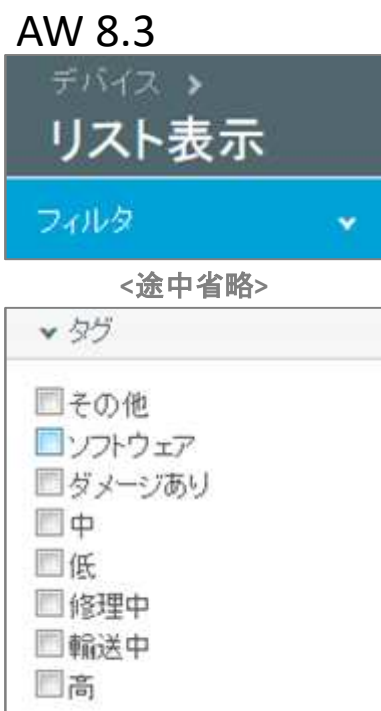 AW 8.3
デバイス >
リスト表示
フィルタ
<途中省略>
タグ
その他
ソフトウェア
ダメージあり
中
低
修理中
輸送中
高